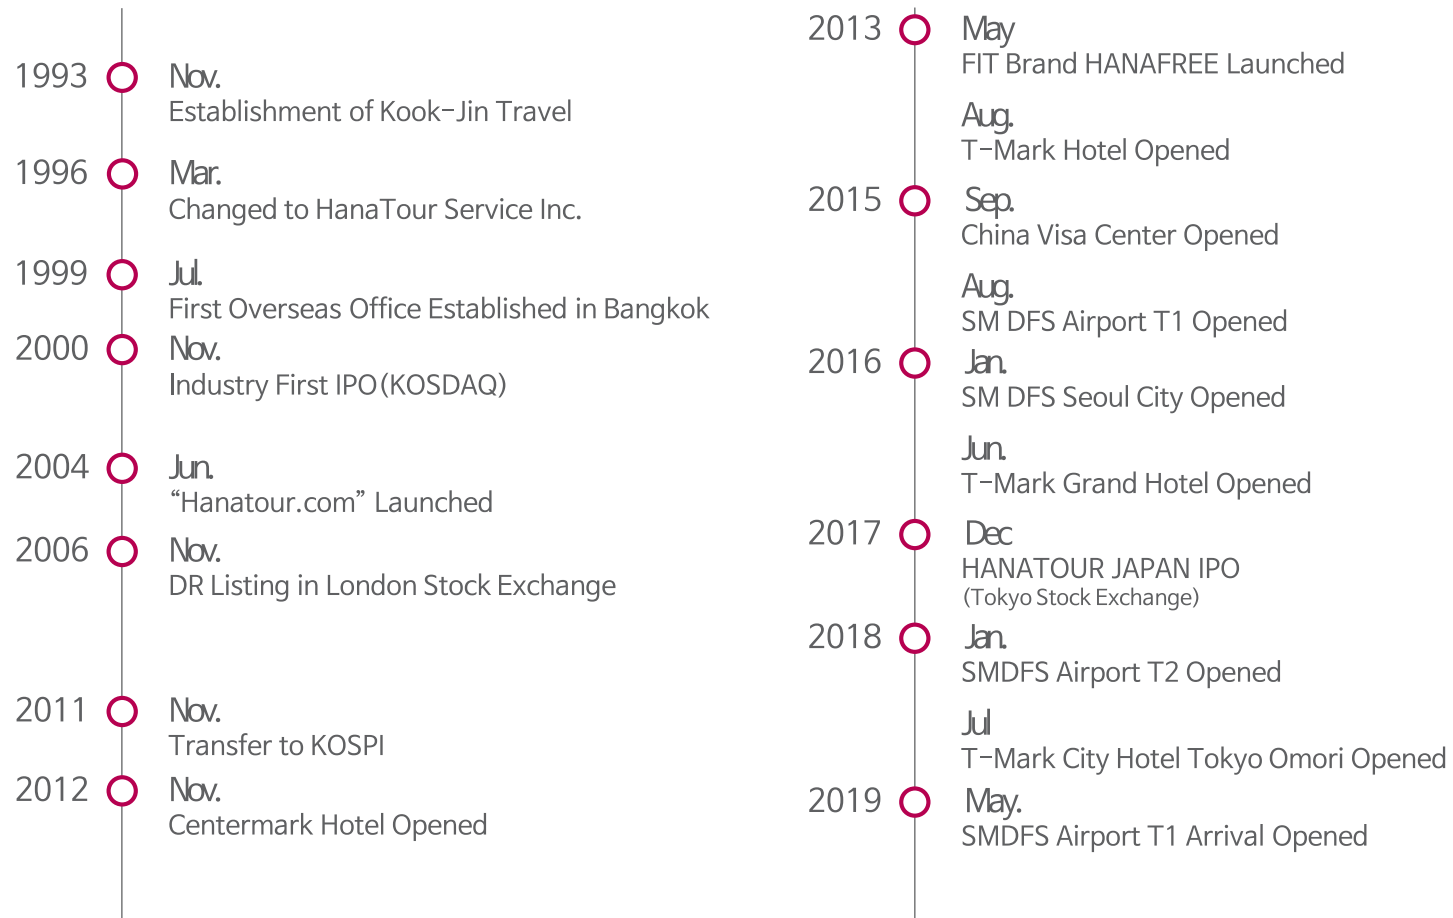 1993 Nov.
Establishment of Kook-Jin Travel
1996 Mar.
Changed to HanaTour Service Inc.
1999 Jul.
First Overseas Office Established in Bangkok
2000 Nov.
Industry First IPO(KOSDAQ)
2004 Jun.
“Hanatour.com” Launched
2006 Nov.
DR Listing in London Stock Exchange
2011 Nov.
Transfer to KOSPI
2012 Nov.
Centermark Hotel Opened
2013 May
FIT Brand HANAFREE Launched
Aug.
T-Mark Hotel Opened
2015 Sep.
China Visa Center Opened
Aug.
SM DFS Airport T1 Opened
2016 Jan.
SM DFS Seoul City Opened
Jun.
T-Mark Grand Hotel Opened
2017 Dec
HANATOUR JAPAN IPO
(Tokyo Stock Exchange)
2018 Jan.
SMDFS Airport T2 Opened
Jul
T-Mark City Hotel Tokyo Omori Opened
2019 May.
SMDFS Airport T1 Arrival Opened